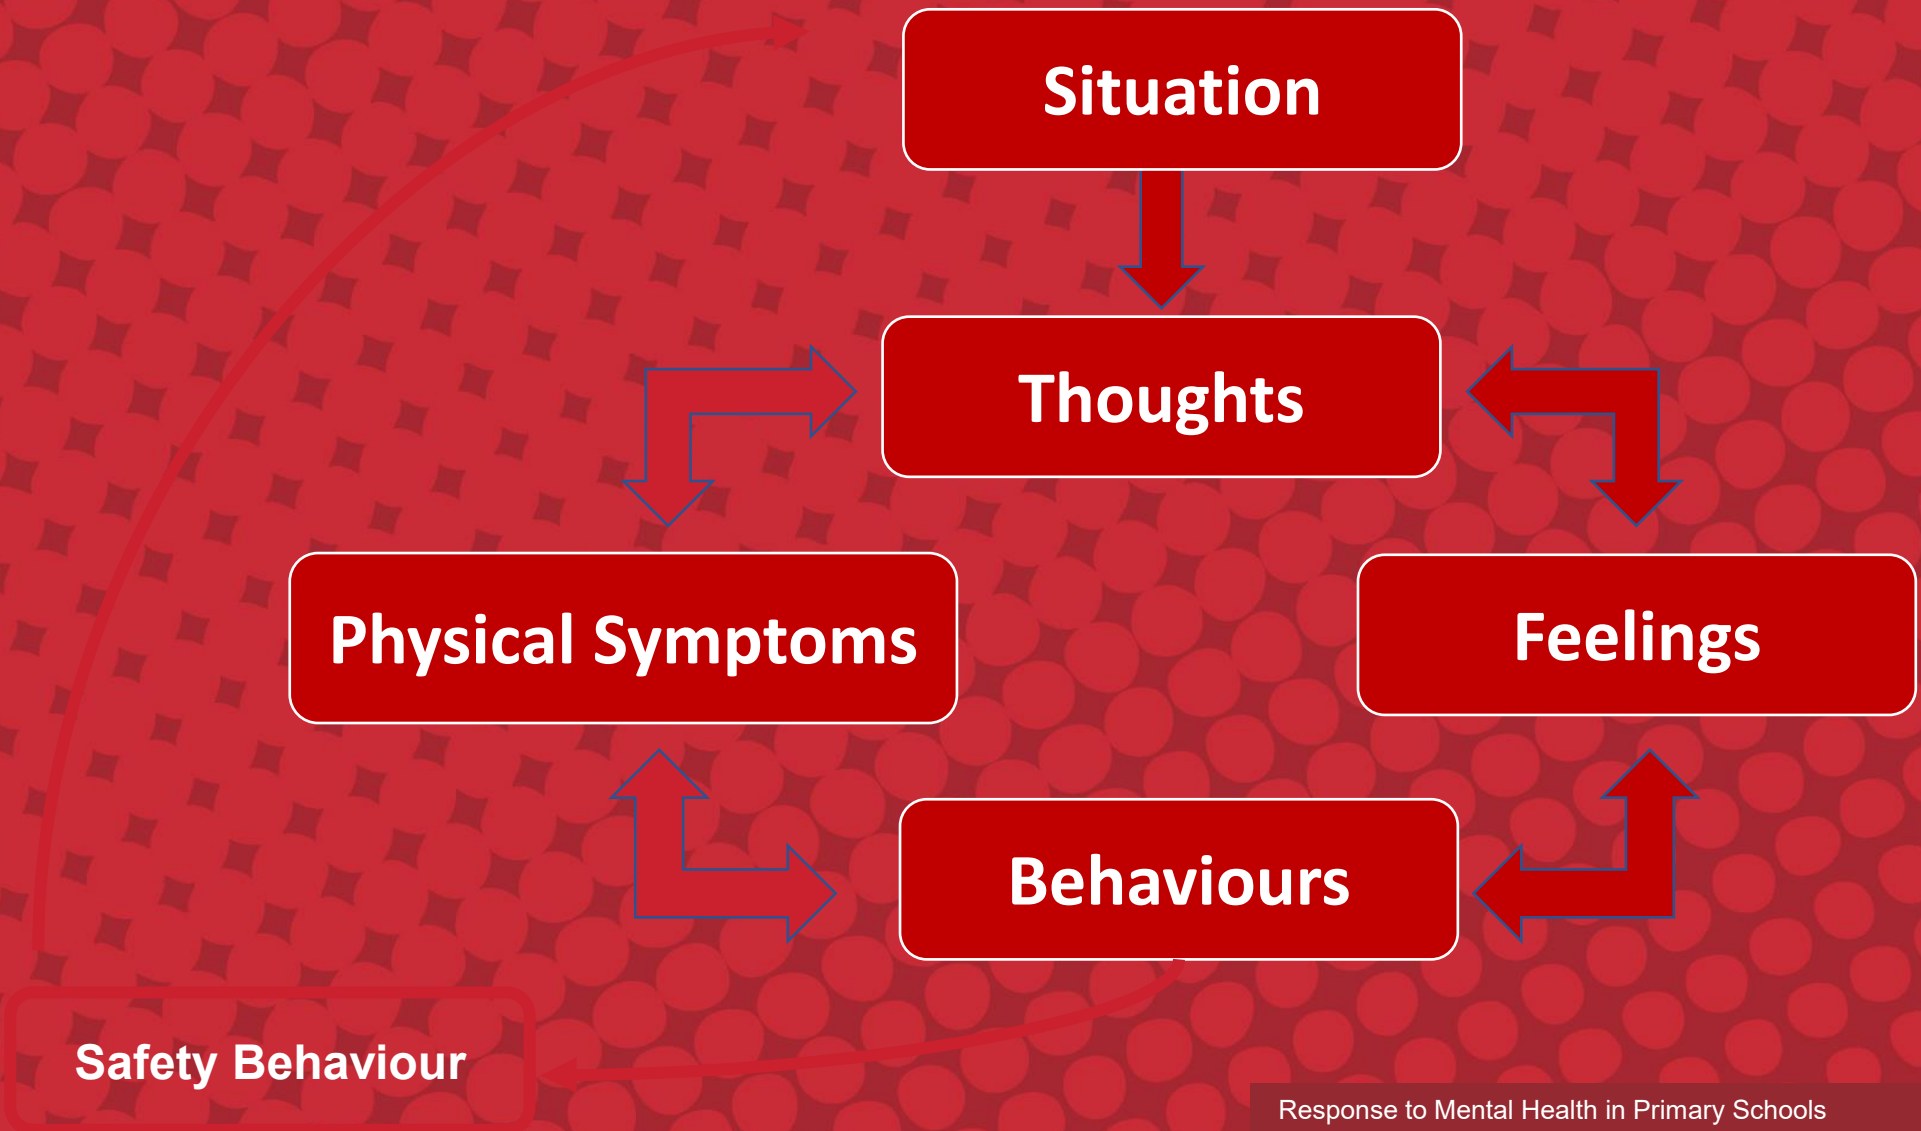 Situation
Thoughts
Physical Symptoms
Feelings
Behaviours
Safety Behaviour
Response to Mental Health in Primary Schools